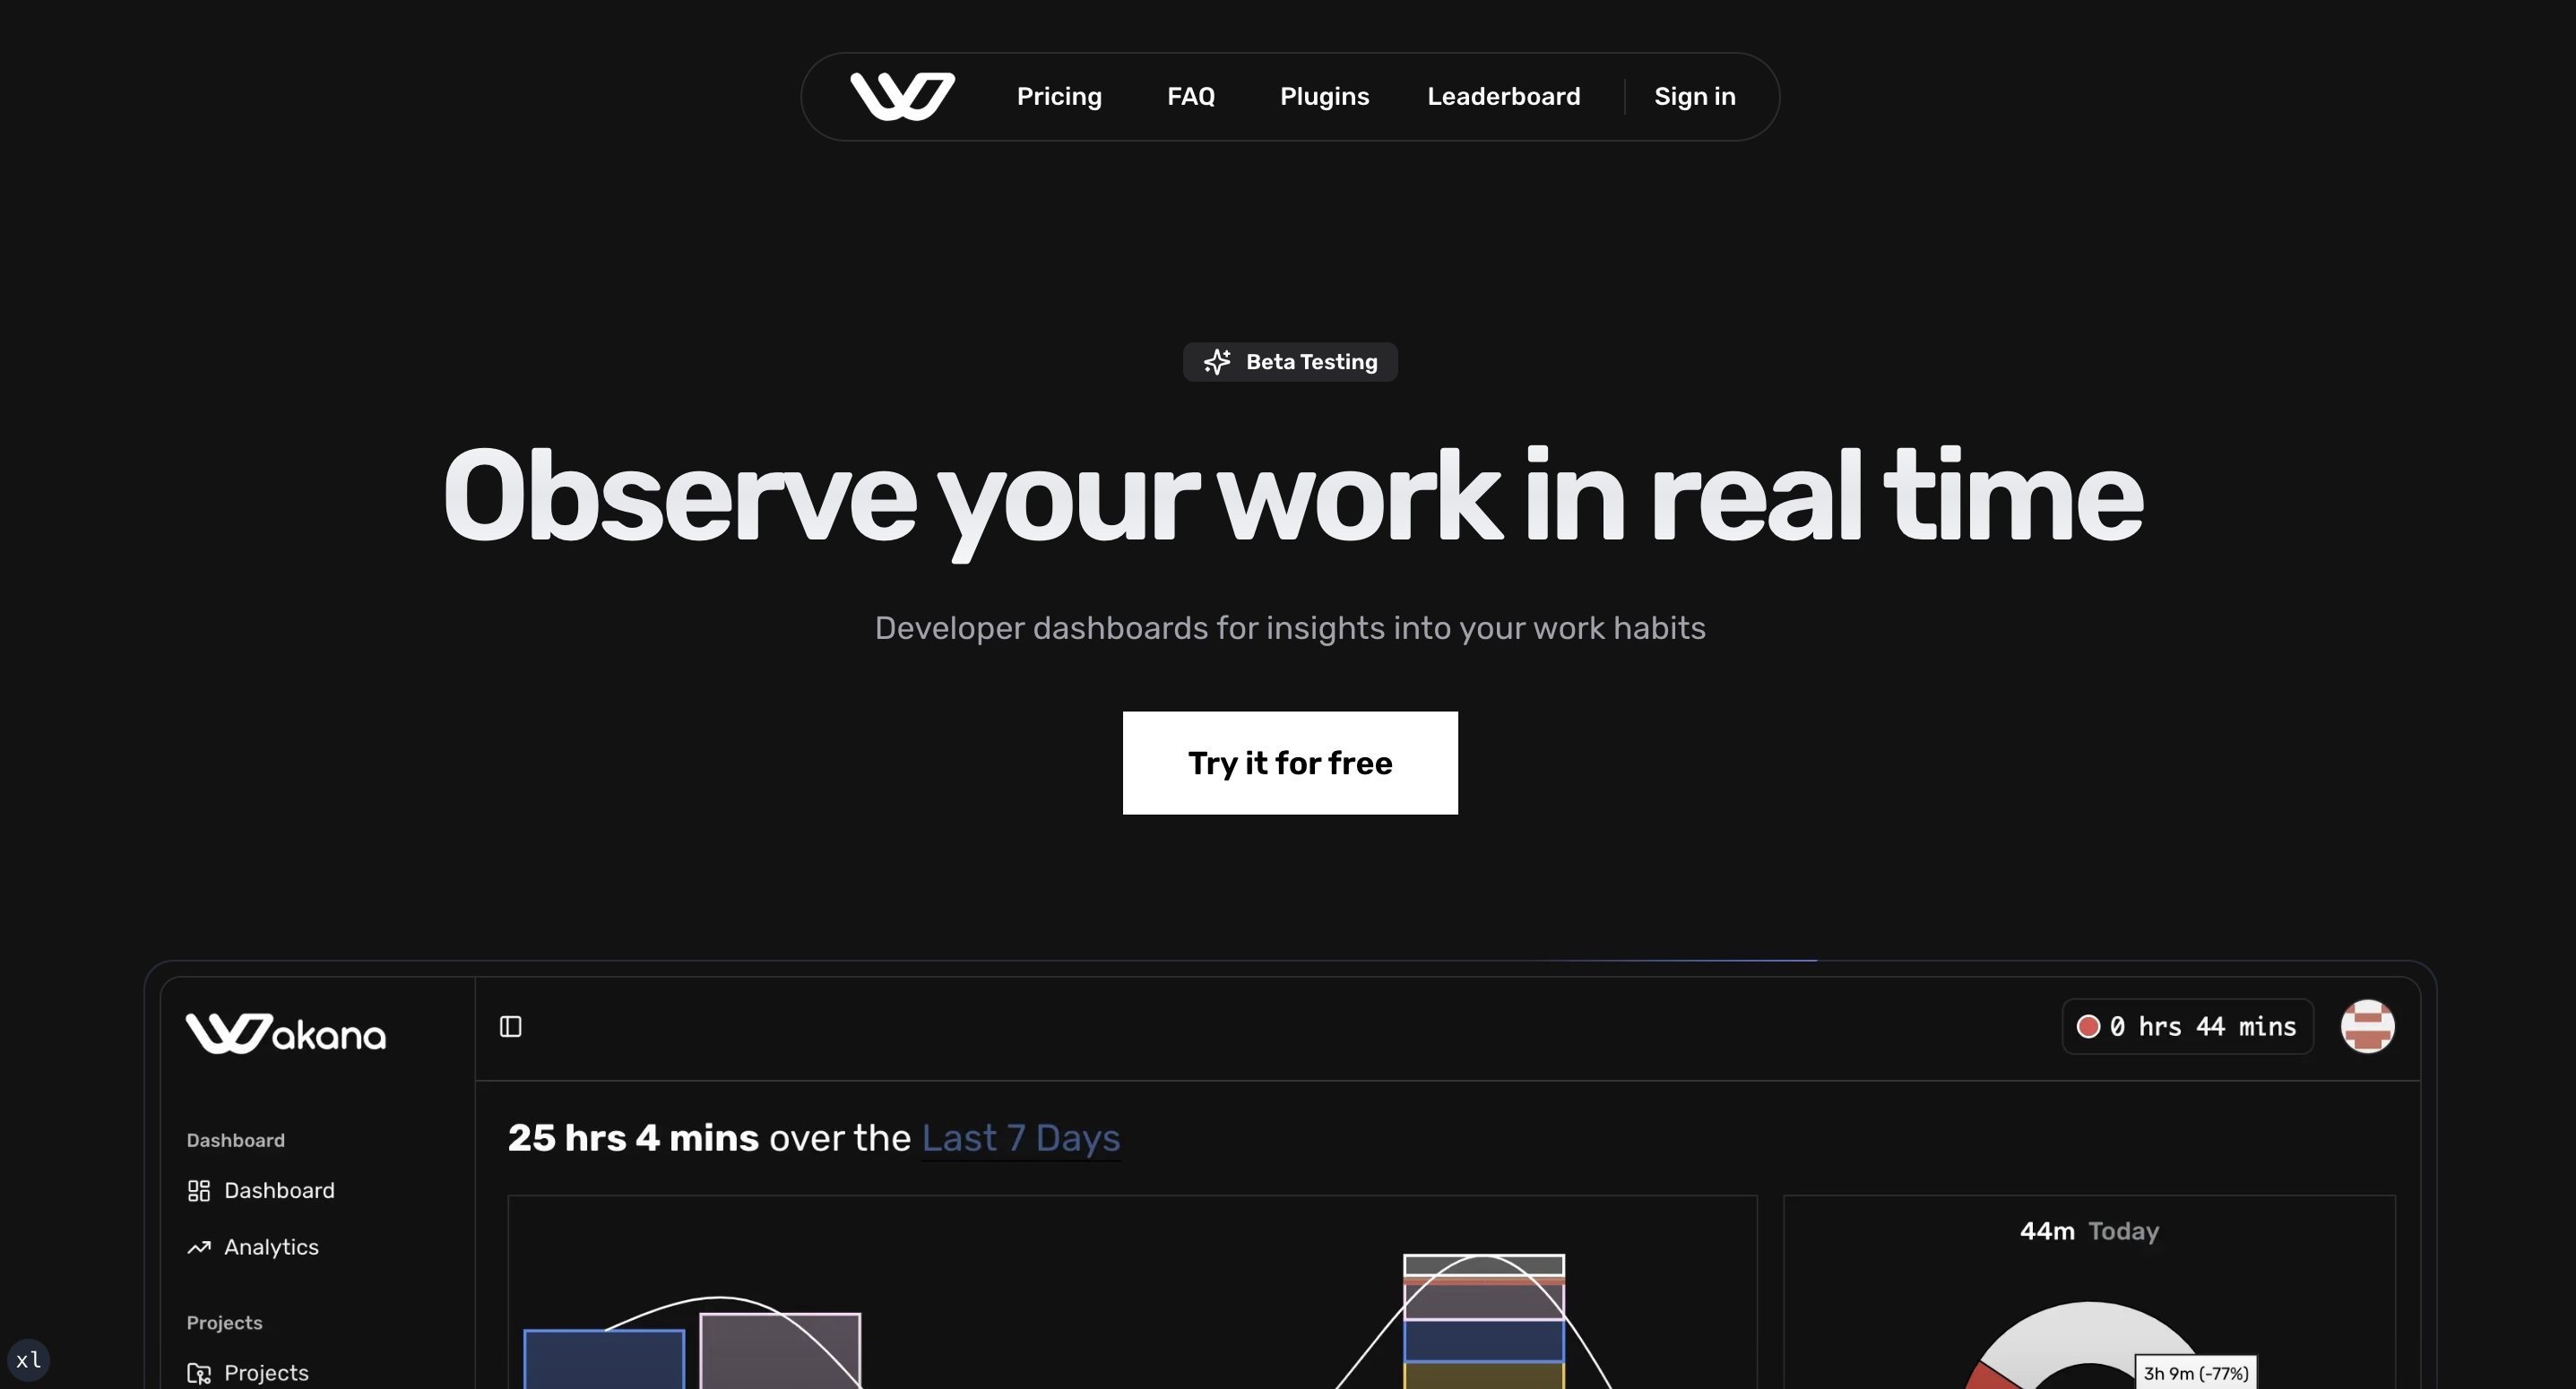 W Pricing FAQ Plugins Leaderboard Sign in
Beta Testing
Observe your work in real time
Developer dashboards for insights into your work habits
Try it for free
Wakana
0 hrs 44 mins
25 hrs 4 mins over the Last 7 Days
Dashboard
Dashboard
Analytics
Projects
Projects
44m Today
3h 9m (-77%)
xl